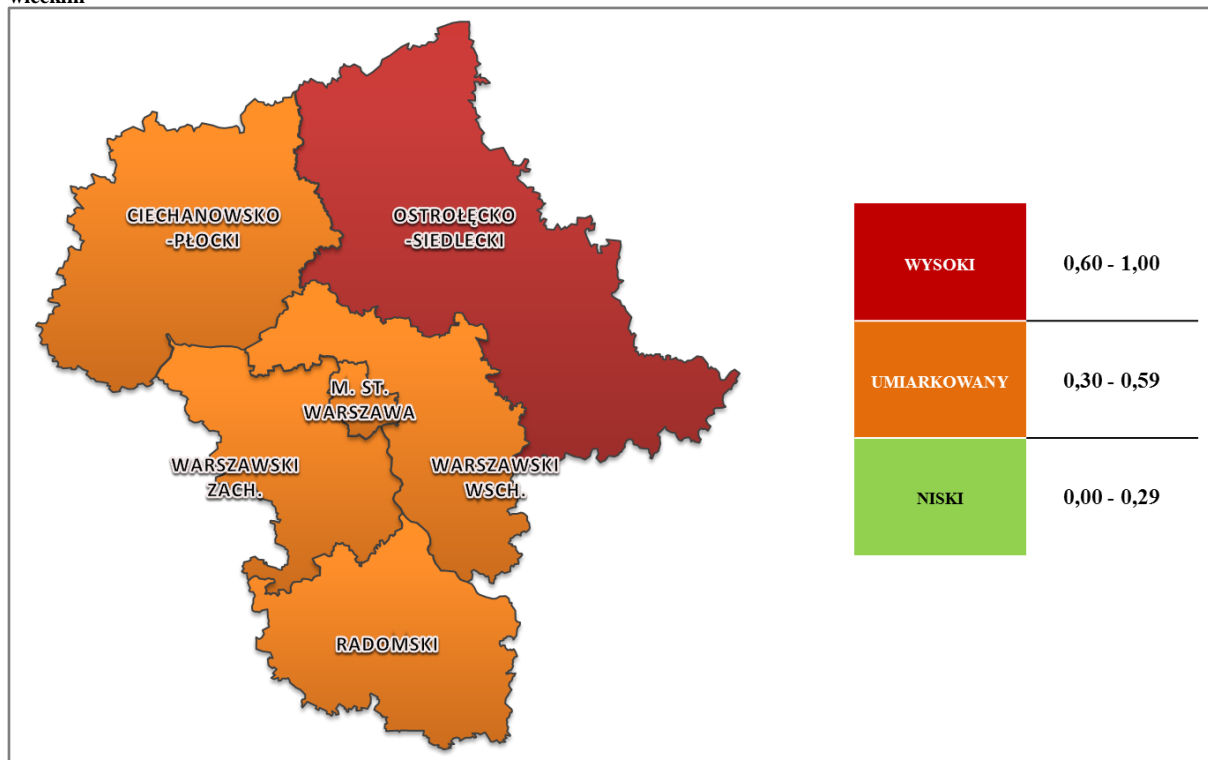 CIECHANOWSKO
-PŁOCKI
OSTROŁĘCKO
-SIEDLECKI
M. ST.
WARSZAWA
WARSZAWSKI
ZACH.
WARSZAWSKI
WSCH.
RADOMSKI
WYSOKI 0,60 - 1,00
UMIARKOWANY 0,30 - 0,59
NISKI 0,00 - 0,29